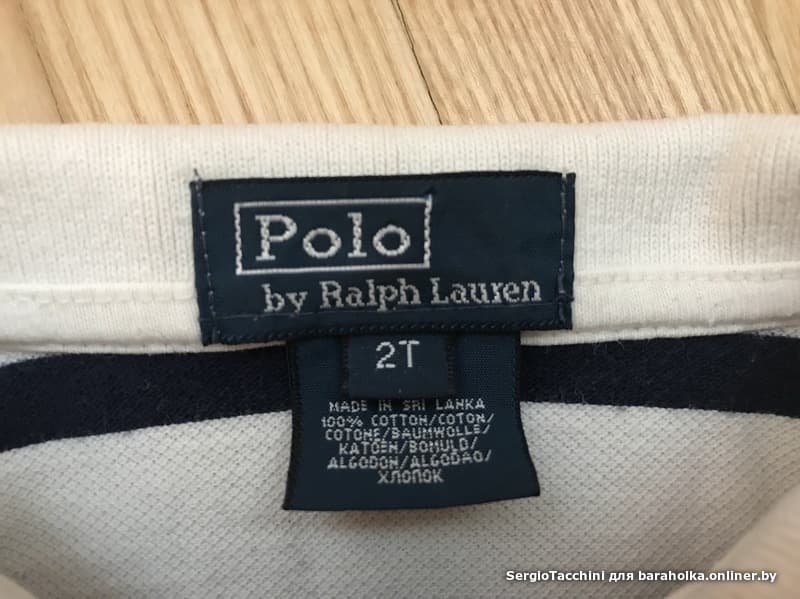 Polo
by Ralph Lauren
2T
MADE IN SRI LANKA
100% COTTON/COTON/
COTONE/BAUMWOLLE/
KATOEN/BOMULD/
ALGODON/ALGODAO/
ХЛОПОК
SergioTacchini для baraholka.onliner.by